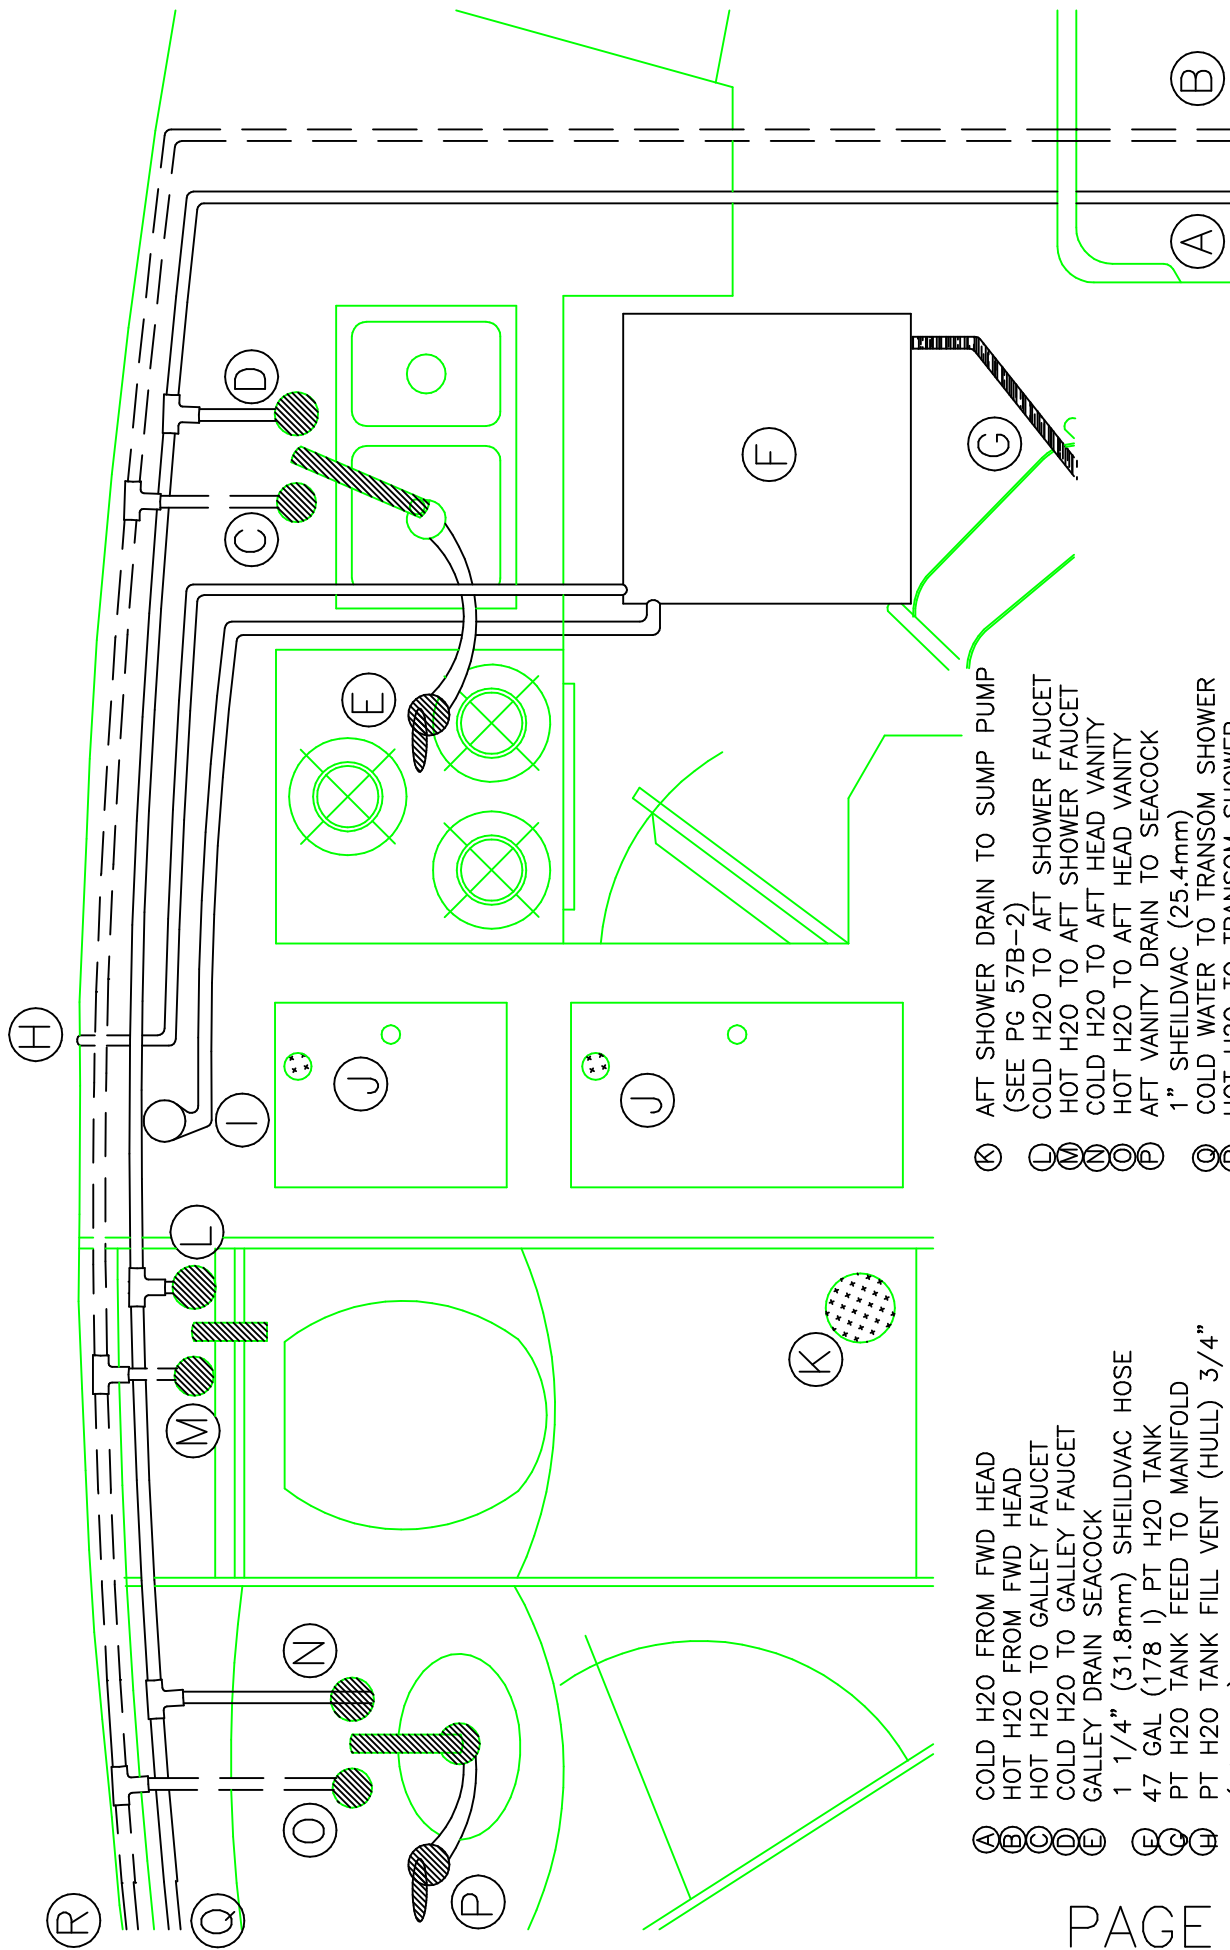 R
Q
P
O
N
M
L
K
J
J
I
H
G
F
E
D
C
B
A
A COLD H2O FROM FWD HEAD
B HOT H2O FROM FWD HEAD
C HOT H2O TO GALLEY FAUCET
D COLD H2O TO GALLEY FAUCET
E GALLEY DRAIN SEACOCK
1 1/4" (31.8mm) SHEILDVAC HOSE
F 47 GAL (178 l) PT H2O TANK
G PT H2O TANK FEED TO MANIFOLD
H PT H2O TANK FILL VENT (HULL) 3/4"
K AFT SHOWER DRAIN TO SUMP PUMP
(SEE PG 57B-2)
L COLD H2O TO AFT SHOWER FAUCET
M HOT H2O TO AFT SHOWER FAUCET
N COLD H2O TO AFT HEAD VANITY
O HOT H2O TO AFT HEAD VANITY
P AFT VANITY DRAIN TO SEACOCK
1" SHEILDVAC (25.4mm)
Q COLD WATER TO TRANSOM SHOWER
R HOT H2O TO TRANSOM SHOWER
PAGE